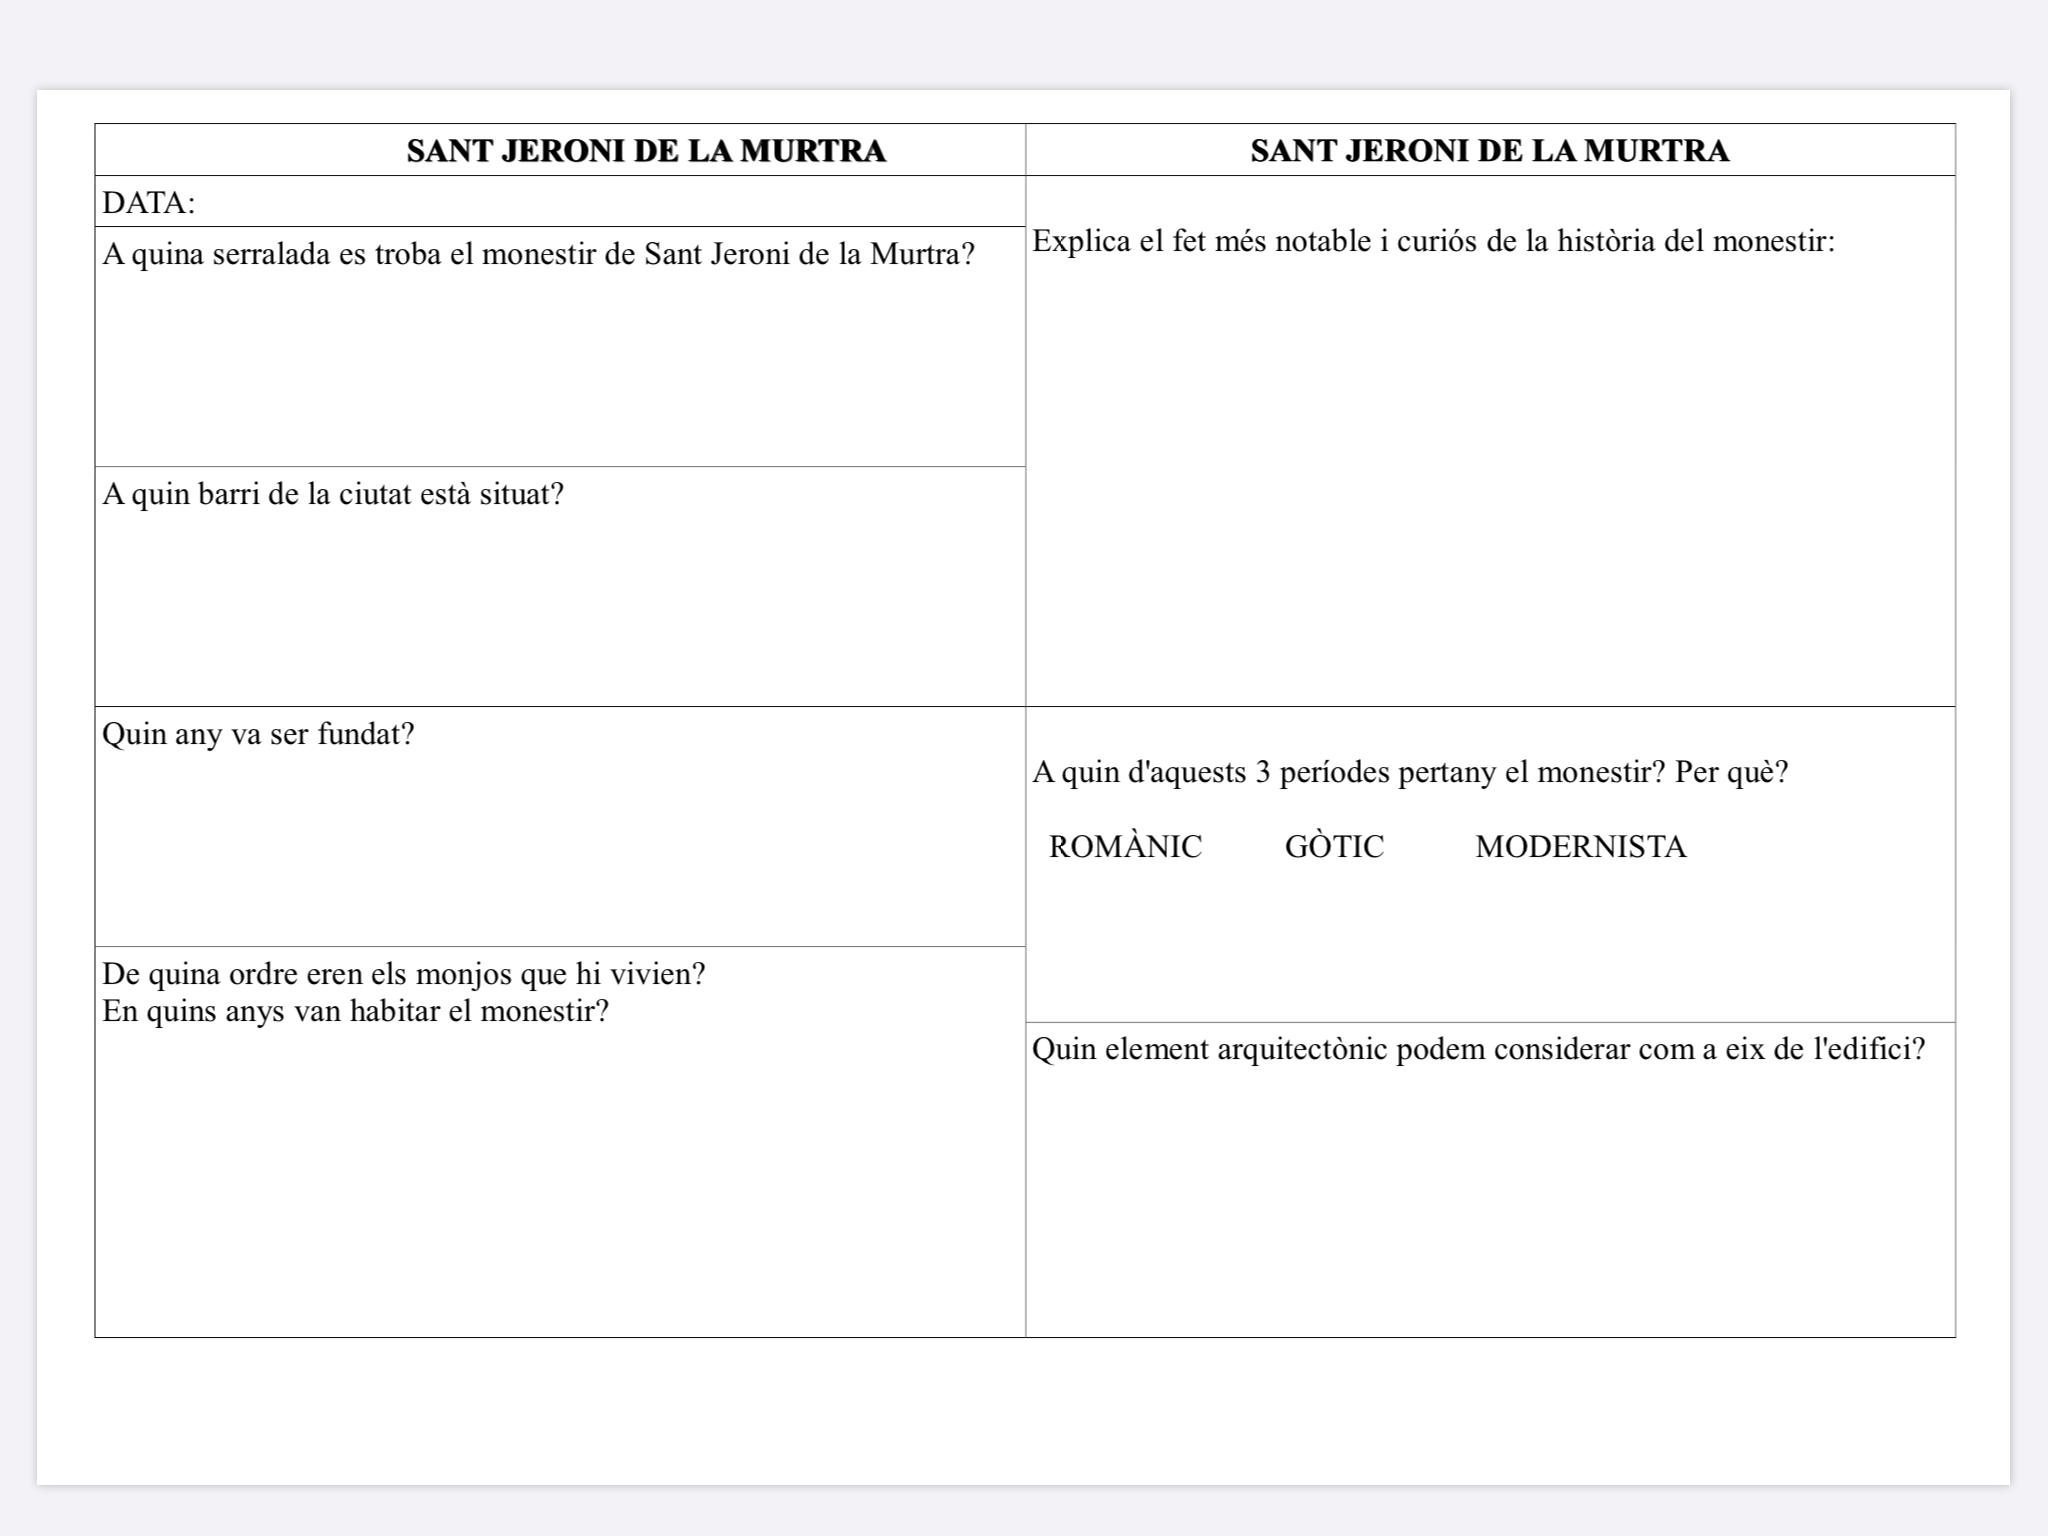 SANT JERONI DE LA MURTRA
DATA:
A quina serralada es troba el monestir de Sant Jeroni de la Murtra?
A quin barri de la ciutat està situat?
Quin any va ser fundat?
De quina ordre eren els monjos que hi vivien?
En quins anys van habitar el monestir?
SANT JERONI DE LA MURTRA
Explica el fet més notable i curiós de la història del monestir:
A quin d'aquests 3 períodes pertany el monestir? Per què?
ROMÀNIC GÒTIC MODERNISTA
Quin element arquitectònic podem considerar com a eix de l'edifici?